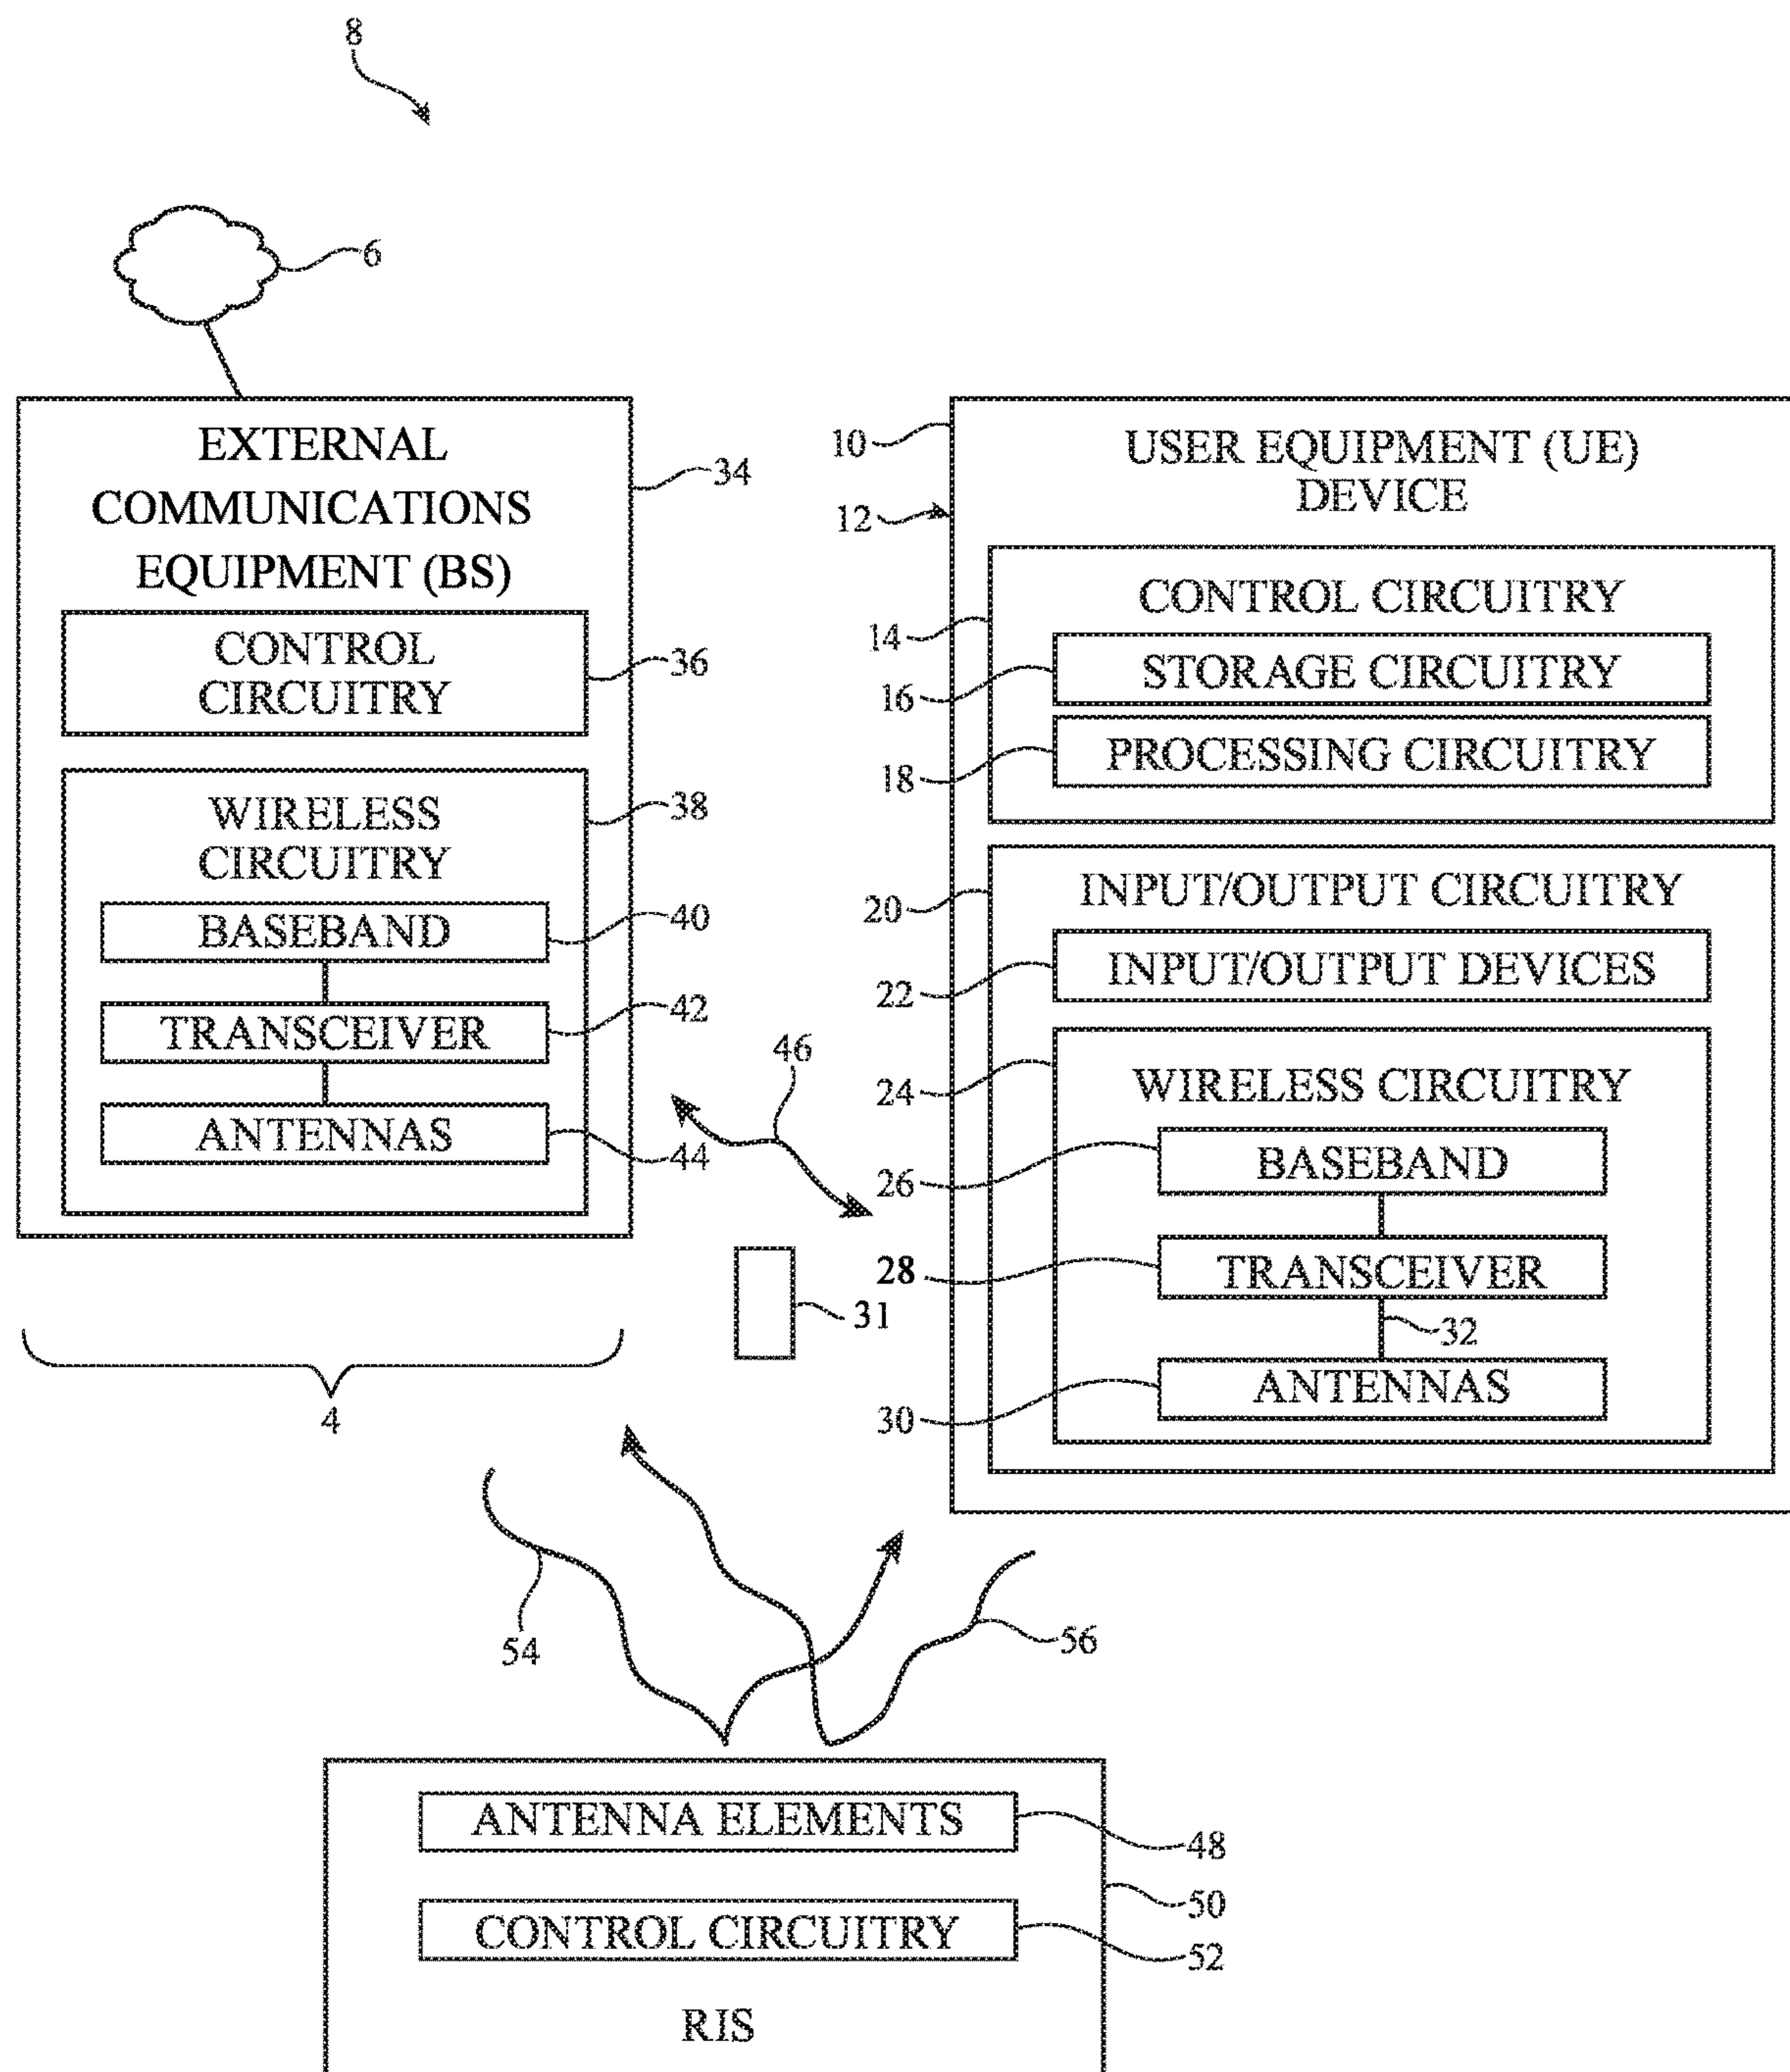 8
6
EXTERNAL
COMMUNICATIONS
EQUIPMENT (BS)
34
CONTROL
CIRCUITRY
36
WIRELESS
CIRCUITRY
38
BASEBAND
40
TRANSCEIVER
42
ANTENNAS
44
4
46
31
10
12
USER EQUIPMENT (UE)
DEVICE
14
CONTROL CIRCUITRY
16
STORAGE CIRCUITRY
18
PROCESSING CIRCUITRY
20
INPUT/OUTPUT CIRCUITRY
22
INPUT/OUTPUT DEVICES
24
WIRELESS CIRCUITRY
26
BASEBAND
28
TRANSCEIVER
32
30
ANTENNAS
54
56
ANTENNA ELEMENTS
48
50
CONTROL CIRCUITRY
52
RIS